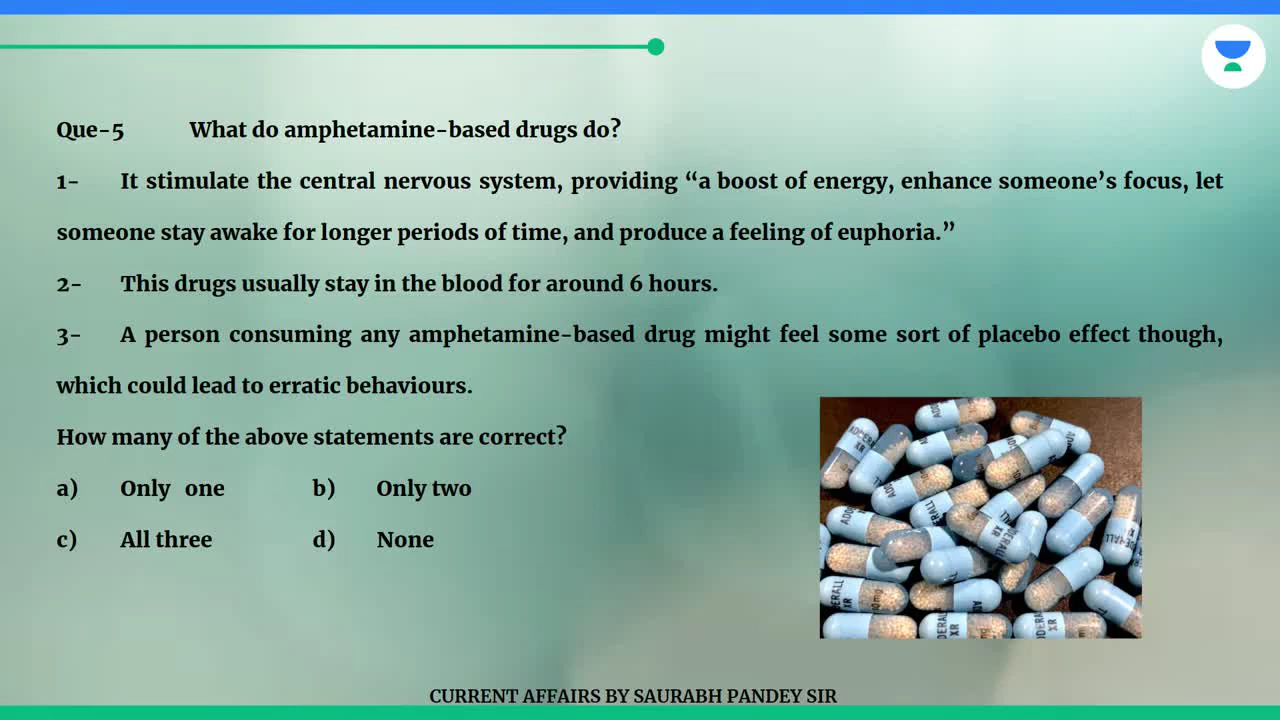 Que-5 What do amphetamine-based drugs do?
1- It stimulate the central nervous system, providing “a boost of energy, enhance someone’s focus, let
someone stay awake for longer periods of time, and produce a feeling of euphoria.”
2- This drugs usually stay in the blood for around 6 hours.
3- A person consuming any amphetamine-based drug might feel some sort of placebo effect though,
which could lead to erratic behaviours.
How many of the above statements are correct?
a) Only one b) Only two
c) All three d) None
ADDERALL XR
CURRENT AFFAIRS BY SAURABH PANDEY SIR